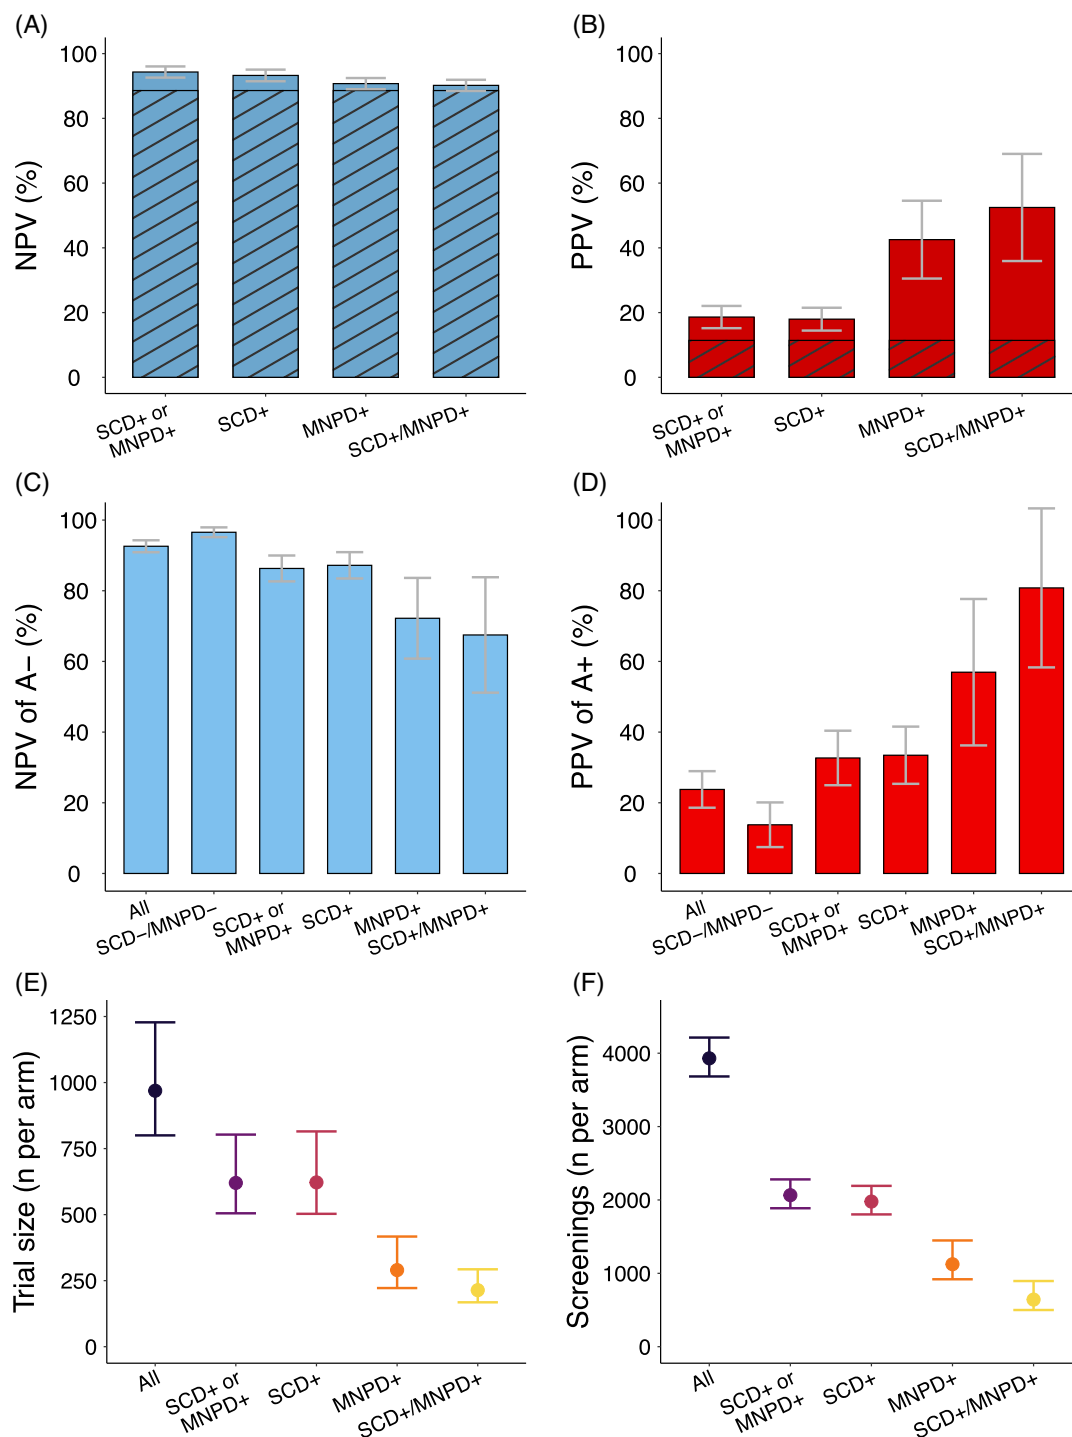 (A)
NPV (%)
100
80
60
40
20
0
SCD+ or
MNPD+
SCD+
MNPD+
SCD+/MNPD+
(B)
PPV (%)
100
80
60
40
20
0
SCD+ or
MNPD+
SCD+
MNPD+
SCD+/MNPD+
(C)
NPV of A− (%)
100
80
60
40
20
0
All
SCD−/MNPD−
SCD+ or
MNPD+
SCD+
MNPD+
SCD+/MNPD+
(D)
PPV of A+ (%)
100
80
60
40
20
0
All
SCD−/MNPD−
SCD+ or
MNPD+
SCD+
MNPD+
SCD+/MNPD+
(E)
Trial size (n per arm)
1250
1000
750
500
250
0
All
SCD+ or
MNPD+
SCD+
MNPD+
SCD+/MNPD+
(F)
Screenings (n per arm)
4000
3000
2000
1000
0
All
SCD+ or
MNPD+
SCD+
MNPD+
SCD+/MNPD+